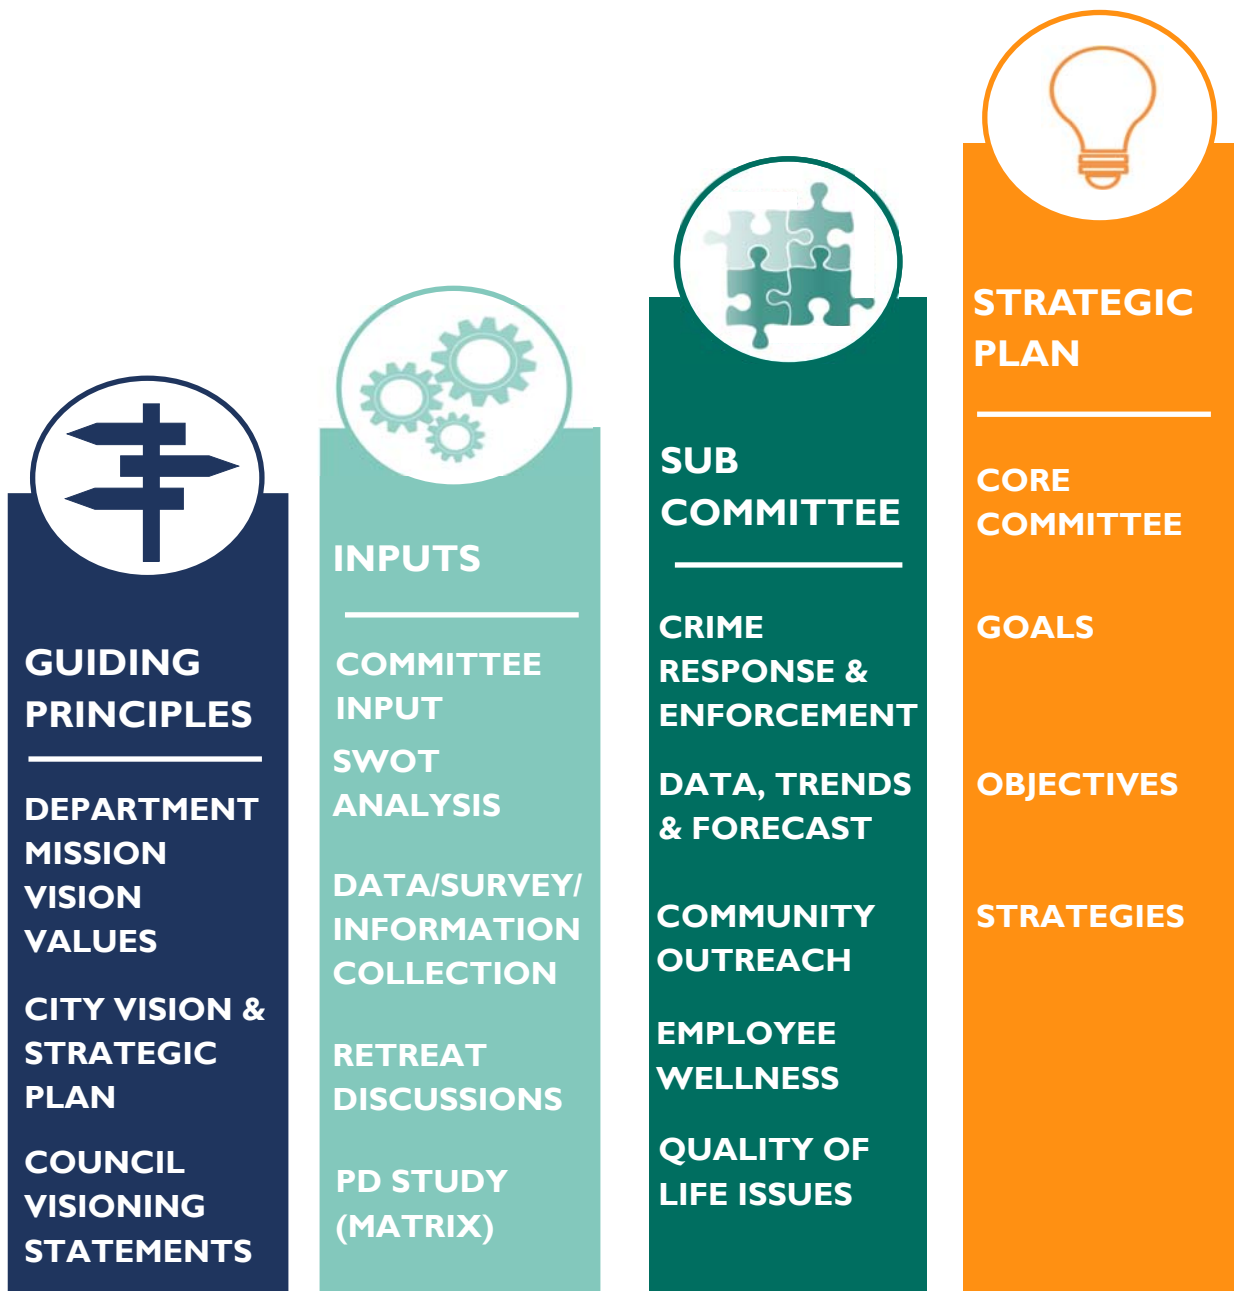 GUIDING
PRINCIPLES
DEPARTMENT
MISSION
VISION
VALUES
CITY VISION &
STRATEGIC
PLAN
COUNCIL
VISIONING
STATEMENTS
INPUTS
COMMITTEE
INPUT
SWOT
ANALYSIS
DATA/SURVEY/
INFORMATION
COLLECTION
RETREAT
DISCUSSIONS
PD STUDY
(MATRIX)
SUB
COMMITTEE
CRIME
RESPONSE &
ENFORCEMENT
DATA, TRENDS
& FORECAST
COMMUNITY
OUTREACH
EMPLOYEE
WELLNESS
QUALITY OF
LIFE ISSUES
STRATEGIC
PLAN
CORE
COMMITTEE
GOALS
OBJECTIVES
STRATEGIES